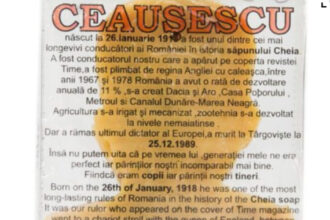 CEAUSESCU
născut la 26.Ianuarie 191 a fost unul dintre cei mai
longevivi conducători ai României în istoria săpunului Cheia.
A fost conducatorul nostru care a apărut pe coperta revistei
Time,a fost plimbat de regina Angliei cu caleașca,între
anii 1967 și 1978 România a avut o rată de dezvoltare
anuală de 11 % ,s-a creat Dacia și Aro ,Casa Poborului ,
Metroul si Canalul Dunăre-Marea Neagră.
Agricultura s-a irigat și mecanizat ,zootehnia s-a dezvoltat
la nivele nemaiatinse
Dar a rămas ultimul dictator al Europei,a murit la Târgoviște la
25.12.1989.
Însă nu putem uita că pe vremea lui ,generației mele ne era
perfect iar părinților noștri incomparabil mai bine.
Fiindcă eram copii iar părinții noștri tineri.
Born on the 26th of January, 1918 he was one of the most
long-lasting rules of Romania in the history of the Cheia soap
It was our rulor who appeared on the cover of Time magazine